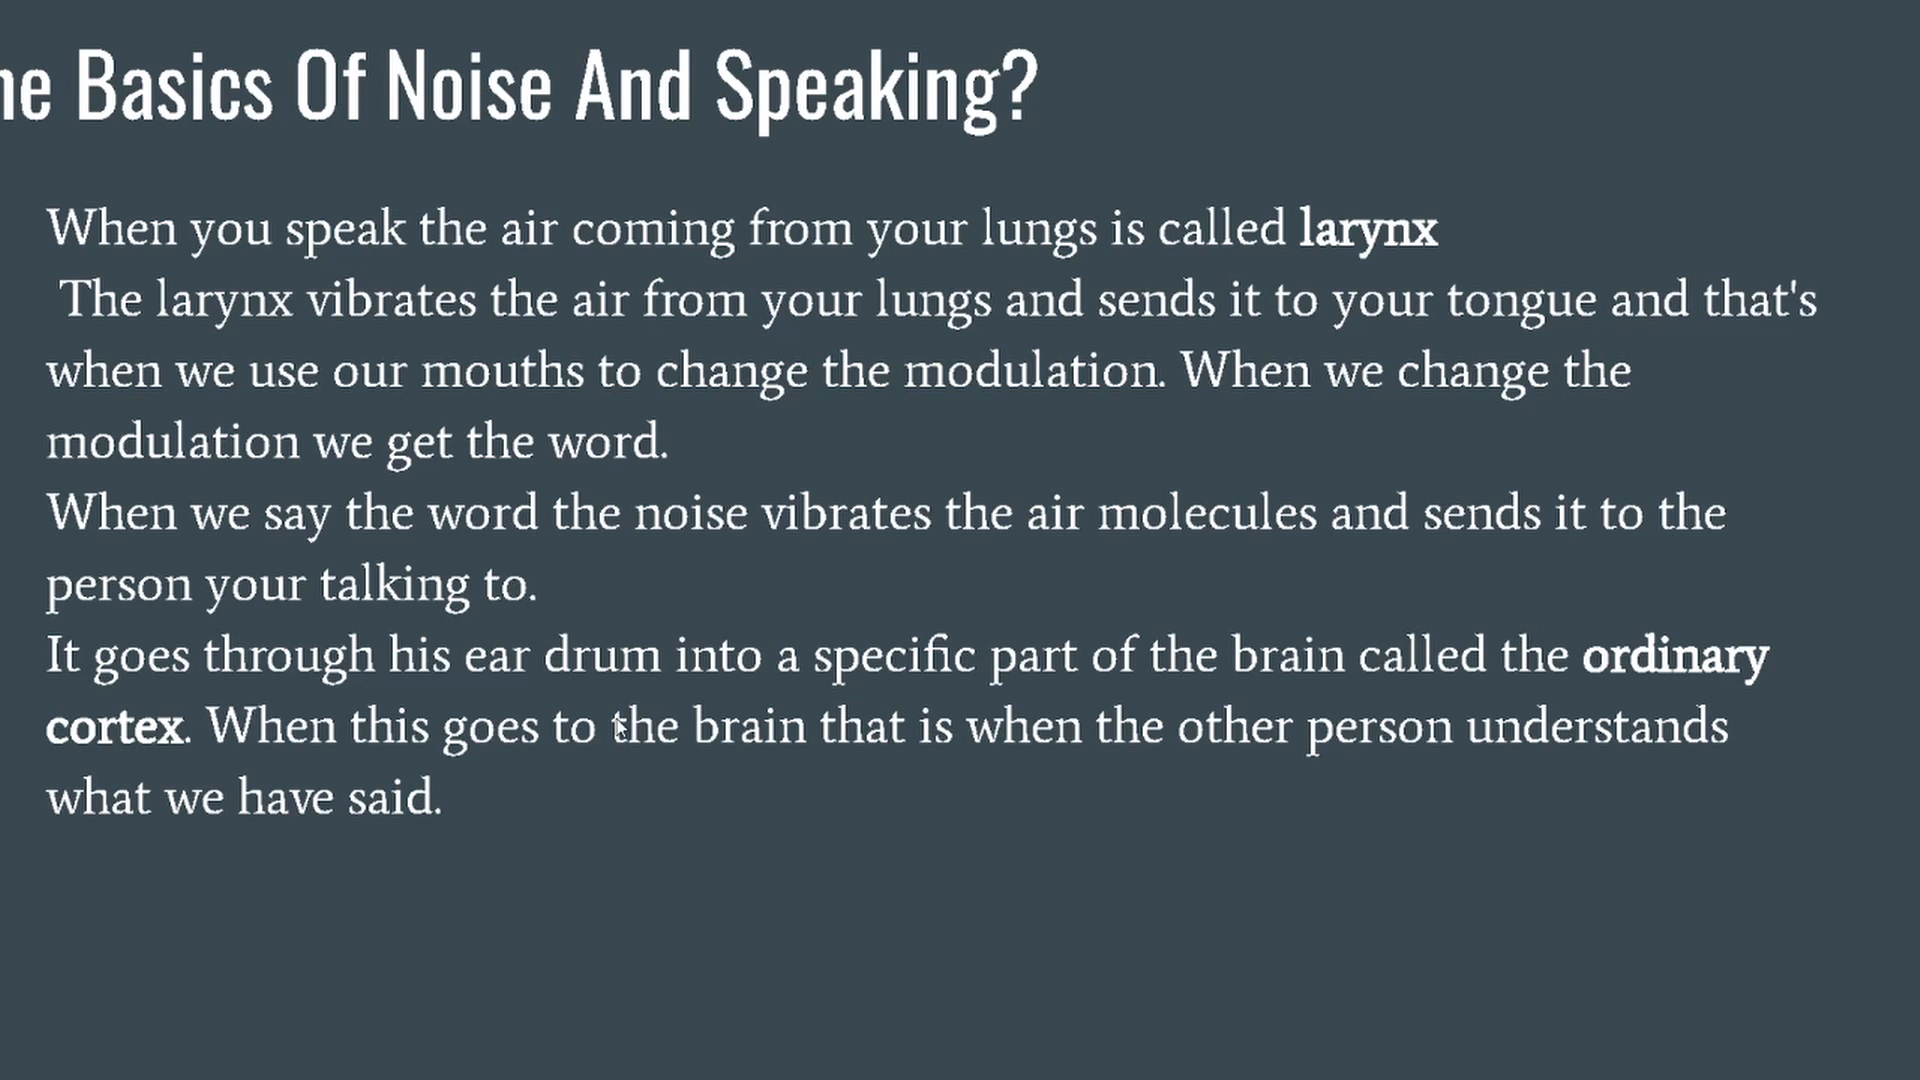 he Basics Of Noise And Speaking?
When you speak the air coming from your lungs is called larynx
The larynx vibrates the air from your lungs and sends it to your tongue and that's
when we use our mouths to change the modulation. When we change the
modulation we get the word.
When we say the word the noise vibrates the air molecules and sends it to the
person your talking to.
It goes through his ear drum into a specific part of the brain called the ordinary
cortex. When this goes to the brain that is when the other person understands
what we have said.